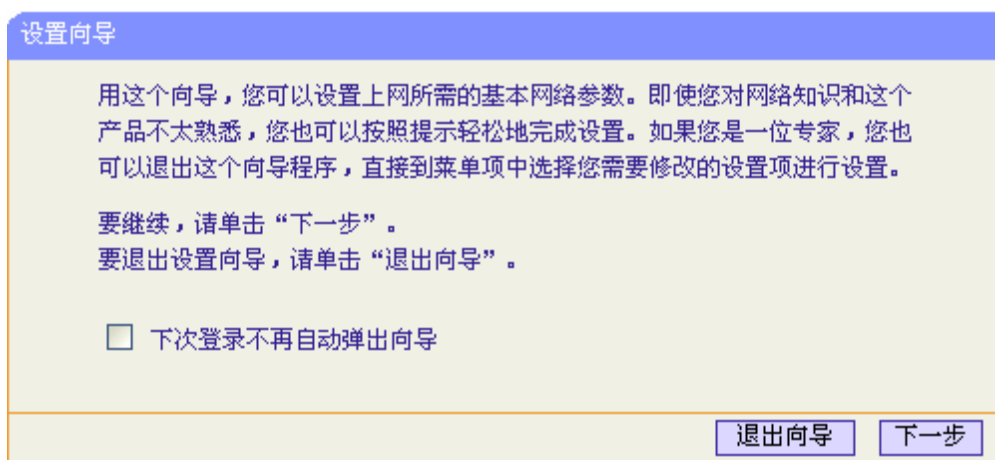 设置向导
用这个向导，您可以设置上网所需的基本网络参数。即使您对网络知识和这个
产品不太熟悉，您也可以按照提示轻松地完成设置。如果您是一位专家，您也
可以退出这个向导程序，直接到菜单项中选择您需要修改的设置项进行设置。
要继续，请单击“下一步”。
要退出设置向导，请单击“退出向导”。
下次登录不再自动弹出向导
退出向导 下一步